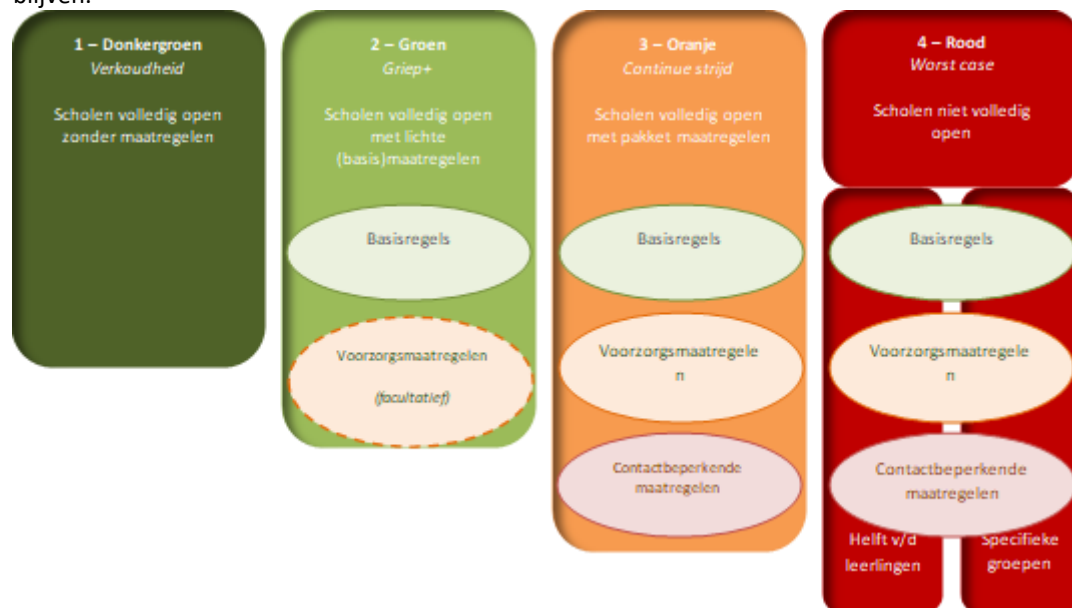 blijven.
1 – Donkergroen
Verkoudheid
Scholen volledig open
zonder maatregelen
2 – Groen
Griep+
Scholen volledig open
met lichte
(basis)maatregelen
Basisregels
Voorzorgsmaatregelen
(facultatief)
3 – Oranje
Continue strijd
Scholen volledig open
met pakket maatregelen
Basisregels
Voorzorgsmaatregele
n
Contactbeperkende
maatregelen
4 – Rood
Worst case
Scholen niet volledig
open
Basisregels
Voorzorgsmaatregele
n
Contactbeperkende
maatregelen
Helft v/d
leerlingen
Specifieke
groepen